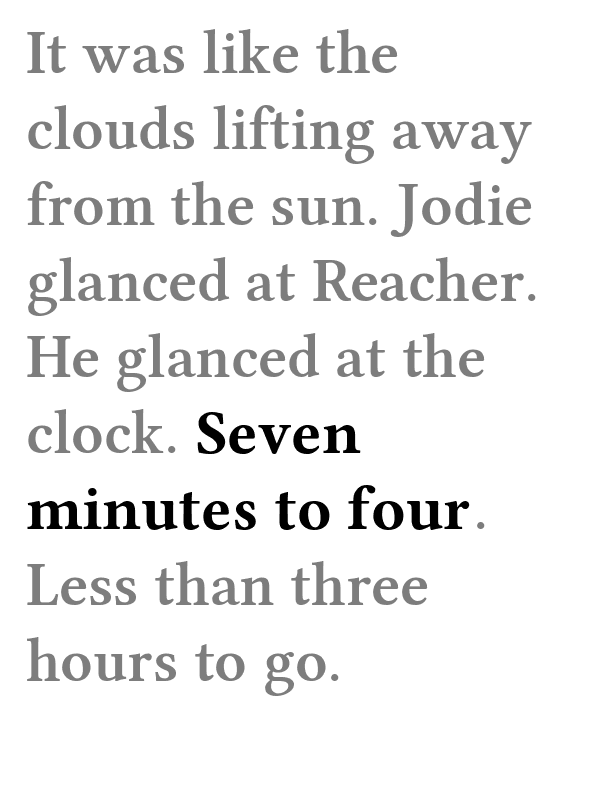 It was like the
clouds lifting away
from the sun. Jodie
glanced at Reacher.
He glanced at the
clock. Seven
minutes to four.
Less than three
hours to go.